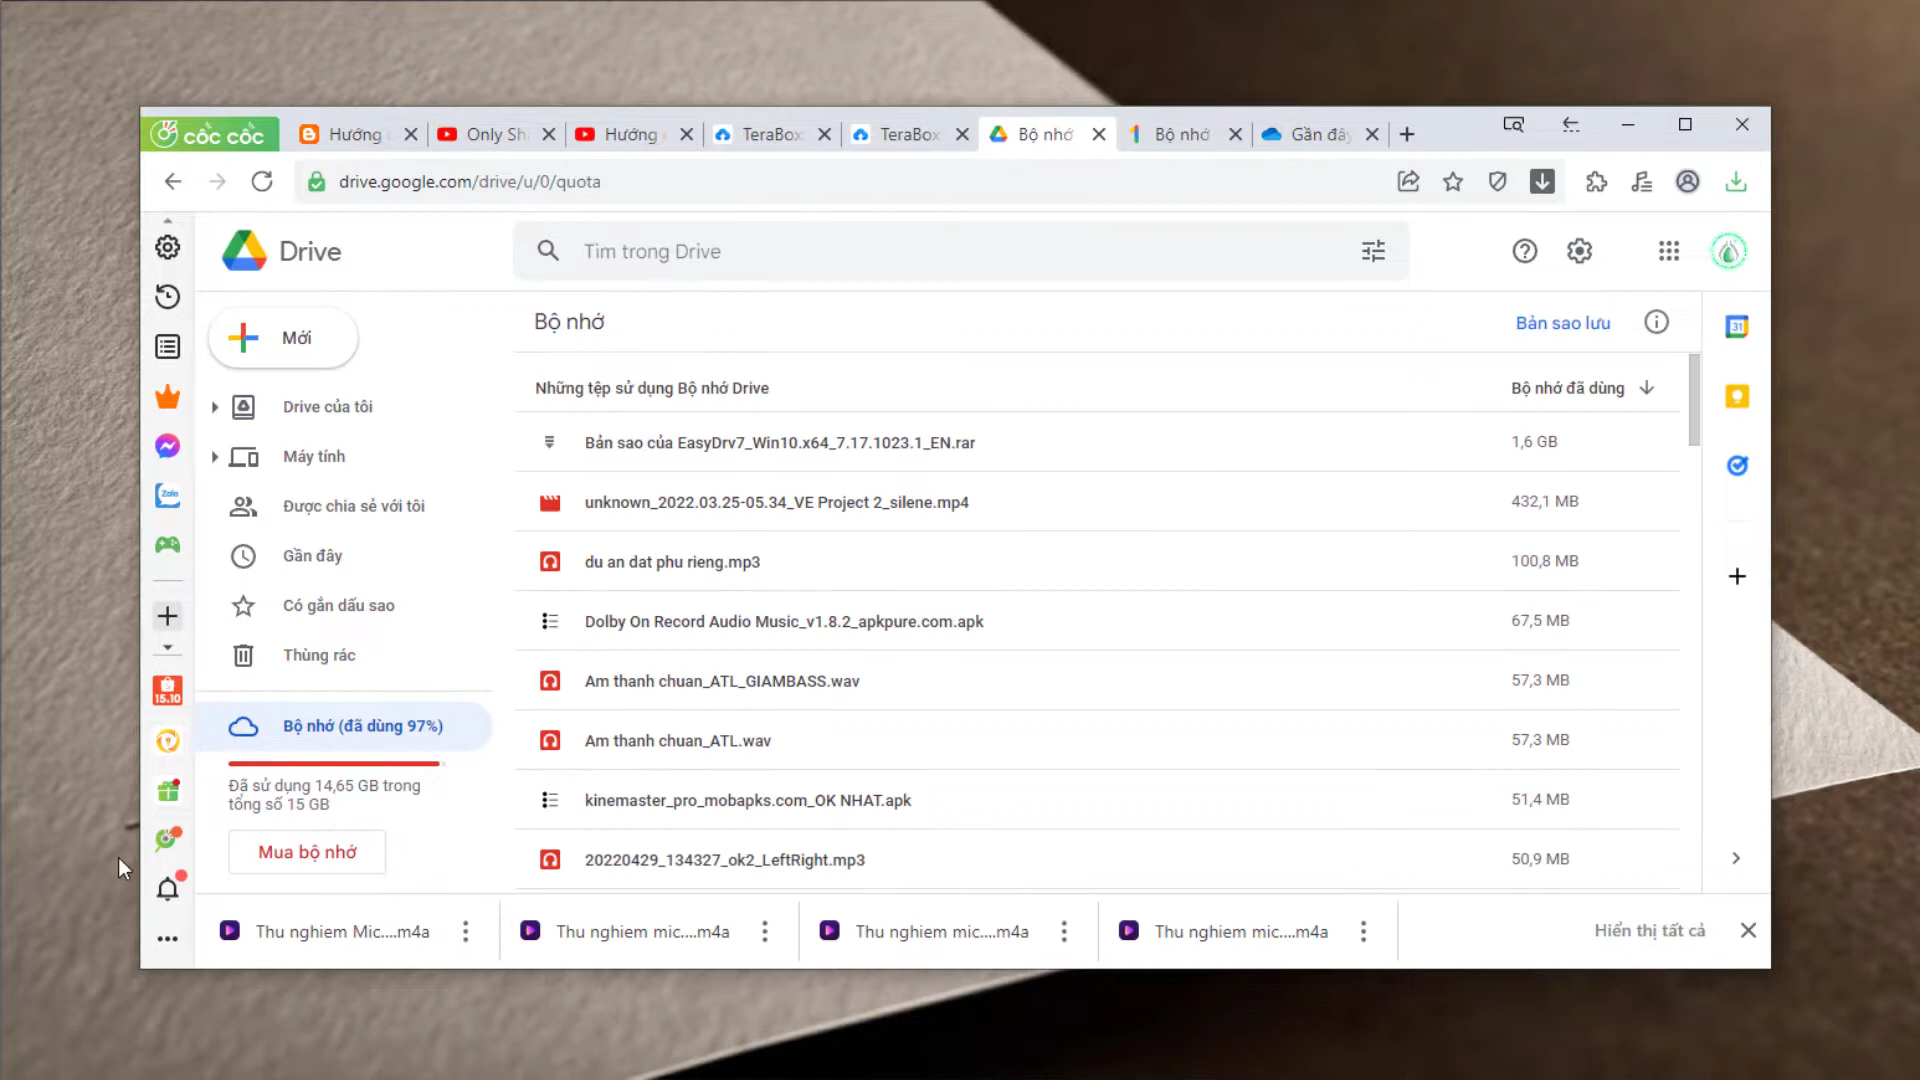 cốc cốc
Hướng
Only Sh
Hướng
TeraBox
TeraBox
Bộ nhớ
Bộ nhớ
Gần đây
drive.google.com/drive/u/0/quota
Drive
Tìm trong Drive
Mới
Drive của tôi
Máy tính
Được chia sẻ với tôi
Gần đây
Có gắn dấu sao
Thùng rác
Bộ nhớ (đã dùng 97%)
Đã sử dụng 14,65 GB trong
tổng số 15 GB
Mua bộ nhớ
Zalo
15.10
Bộ nhớ
Bản sao lưu
31
Những tệp sử dụng Bộ nhớ Drive
Bộ nhớ đã dùng
Bản sao của EasyDrv7_Win10.x64_7.17.1023.1_EN.rar
1,6 GB
unknown_2022.03.25-05.34_VE Project 2_silene.mp4
432,1 MB
du an dat phu rieng.mp3
100,8 MB
Dolby On Record Audio Music_v1.8.2_apkpure.com.apk
67,5 MB
Am thanh chuan_ATL_GIAMBASS.wav
57,3 MB
Am thanh chuan_ATL.wav
57,3 MB
kinemaster_pro_mobapks.com_OK NHAT.apk
51,4 MB
20220429_134327_ok2_LeftRight.mp3
50,9 MB
Thu nghiem Mic....m4a
Thu nghiem mic....m4a
Thu nghiem mic....m4a
Thu nghiem mic....m4a
Hiển thị tất cả